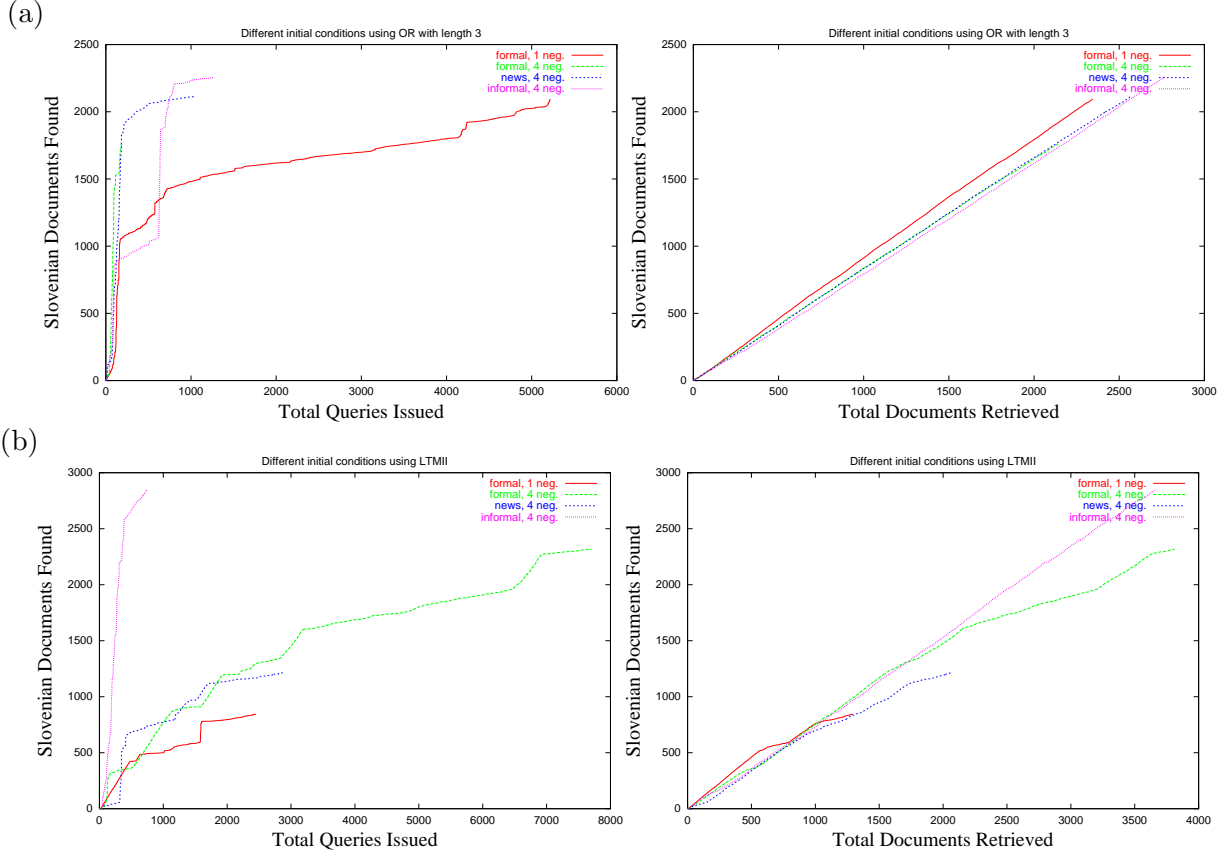 (a)
Different initial conditions using OR with length 3
formal, 1 neg.
formal, 4 neg.
news, 4 neg.
informal, 4 neg.
Slovenian Documents Found
2500
2000
1500
1000
500
0
0 1000 2000 3000 4000 5000 6000
Total Queries Issued
Different initial conditions using OR with length 3
formal, 1 neg.
formal, 4 neg.
news, 4 neg.
informal, 4 neg.
Slovenian Documents Found
2500
2000
1500
1000
500
0
0 500 1000 1500 2000 2500 3000
Total Documents Retrieved
(b)
Different initial conditions using LTMII
formal, 1 neg.
formal, 4 neg.
news, 4 neg.
informal, 4 neg.
Slovenian Documents Found
3000
2500
2000
1500
1000
500
0
0 1000 2000 3000 4000 5000 6000 7000 8000
Total Queries Issued
Different initial conditions using LTMII
formal, 1 neg.
formal, 4 neg.
news, 4 neg.
informal, 4 neg.
Slovenian Documents Found
3000
2500
2000
1500
1000
500
0
0 500 1000 1500 2000 2500 3000 3500 4000
Total Documents Retrieved